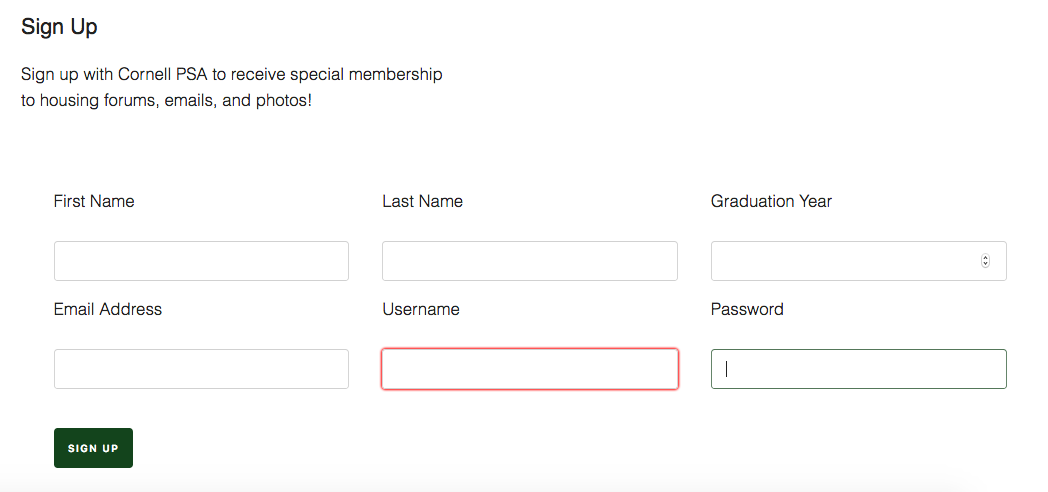 Sign Up
Sign up with Cornell PSA to receive special membership
to housing forums, emails, and photos!
First Name
Last Name
Graduation Year
Email Address
Username
Password
SIGN UP